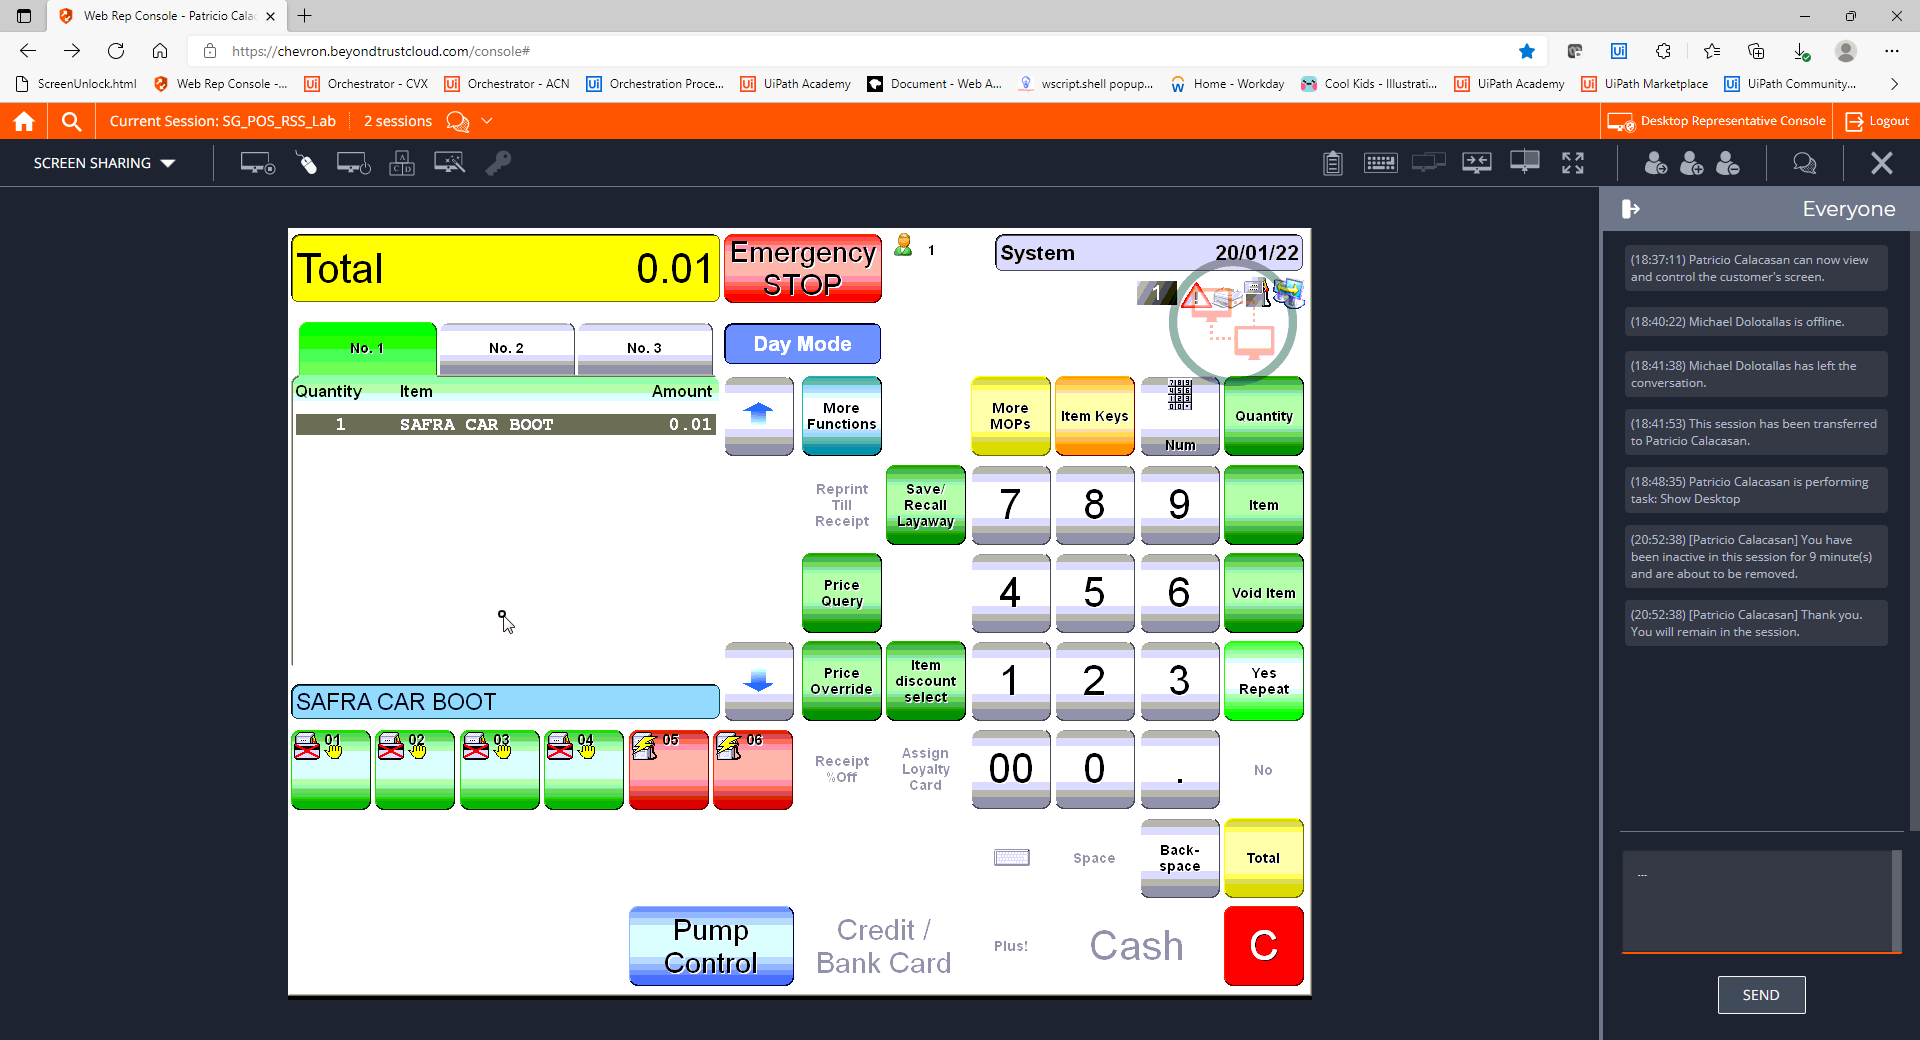 Web Rep Console - Patricio Cala
https://chevron.beyondtrustcloud.com/console#
ScreenUnlock.html Web Rep Console -... Orchestrator - CVX Orchestrator - ACN Orchestration Proce... UiPath Academy Document - Web A... wscript.shell popup... Home - Workday Cool Kids - Illustrati... UiPath Academy UiPath Marketplace UiPath Community...
Current Session: SG_POS_RSS_Lab 2 sessions Desktop Representative Console Logout
SCREEN SHARING
Everyone
(18:37:11) Patricio Calacasan can now view
and control the customer's screen.
(18:40:22) Michael Dolotallas is offline.
(18:41:38) Michael Dolotallas has left the
conversation.
(18:41:53) This session has been transferred
to Patricio Calacasan.
(18:48:35) Patricio Calacasan is performing
task: Show Desktop
(20:52:38) [Patricio Calacasan] You have
been inactive in this session for 9 minute(s)
and are about to be removed.
(20:52:38) [Patricio Calacasan] Thank you.
You will remain in the session.
...
SEND
Total 0.01
Emergency
STOP
1
System 20/01/22
1
No. 1 No. 2 No. 3
Day Mode
Quantity Item Amount
1 SAFRA CAR BOOT 0.01
More
Functions
More
MOPs
Item Keys
Num
Quantity
Reprint
Till
Receipt
Save/
Recall
Layaway
7 8 9
Item
Price
Query
4 5 6
Void Item
Price
Override
Item
discount
select
1 2 3
Yes
Repeat
SAFRA CAR BOOT
01 02 03 04 05 06
Receipt
%Off
Assign
Loyalty
Card
00 0 .
No
Space
Back-
space
Total
Pump
Control
Credit /
Bank Card
Plus!
Cash
C